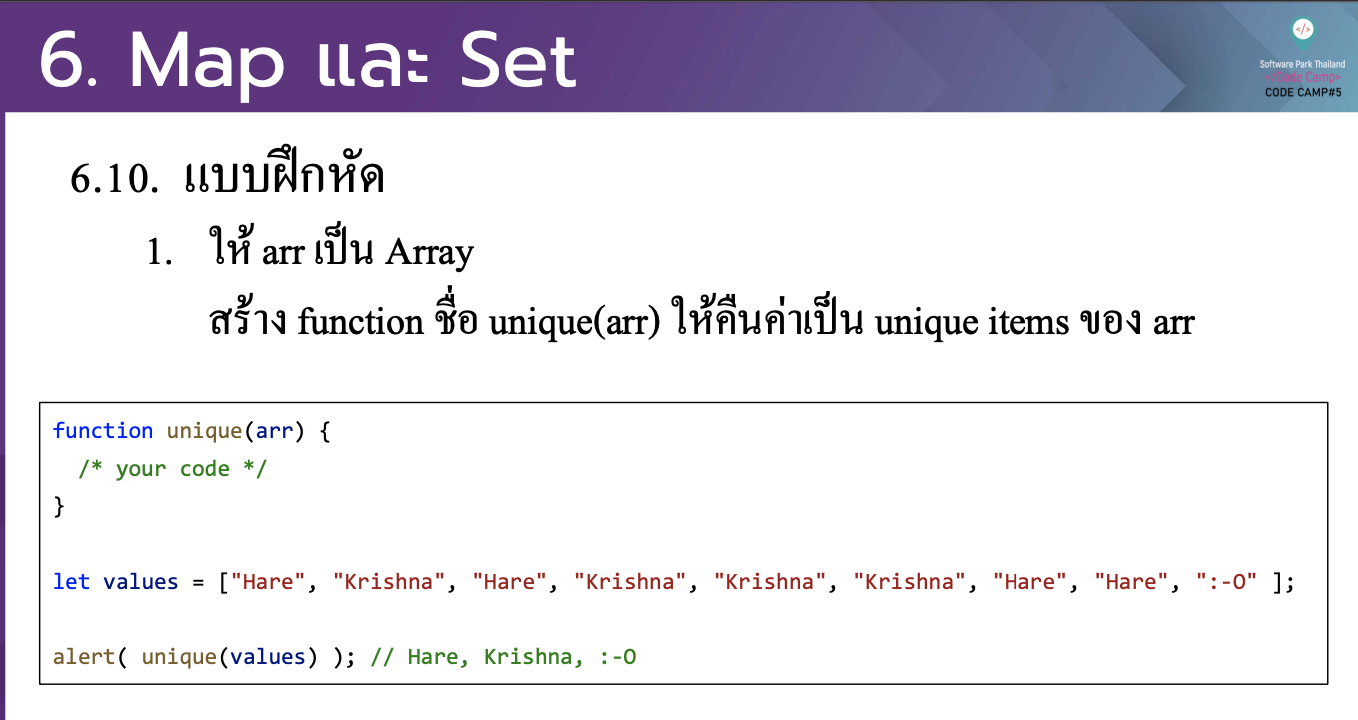 6. Map และ Set
Software Park Thailand
</Code Camp>
CODE CAMP#5
6.10. แบบฝึกหัด
1. ให้ arr เป็น Array
สร้าง function ชื่อ unique(arr) ให้คืนค่าเป็น unique items ของ arr
function unique(arr) {
/* your code */
}
let values = ["Hare", "Krishna", "Hare", "Krishna", "Krishna", "Krishna", "Hare", "Hare", ":-O" ];
alert( unique(values) ); // Hare, Krishna, :-O